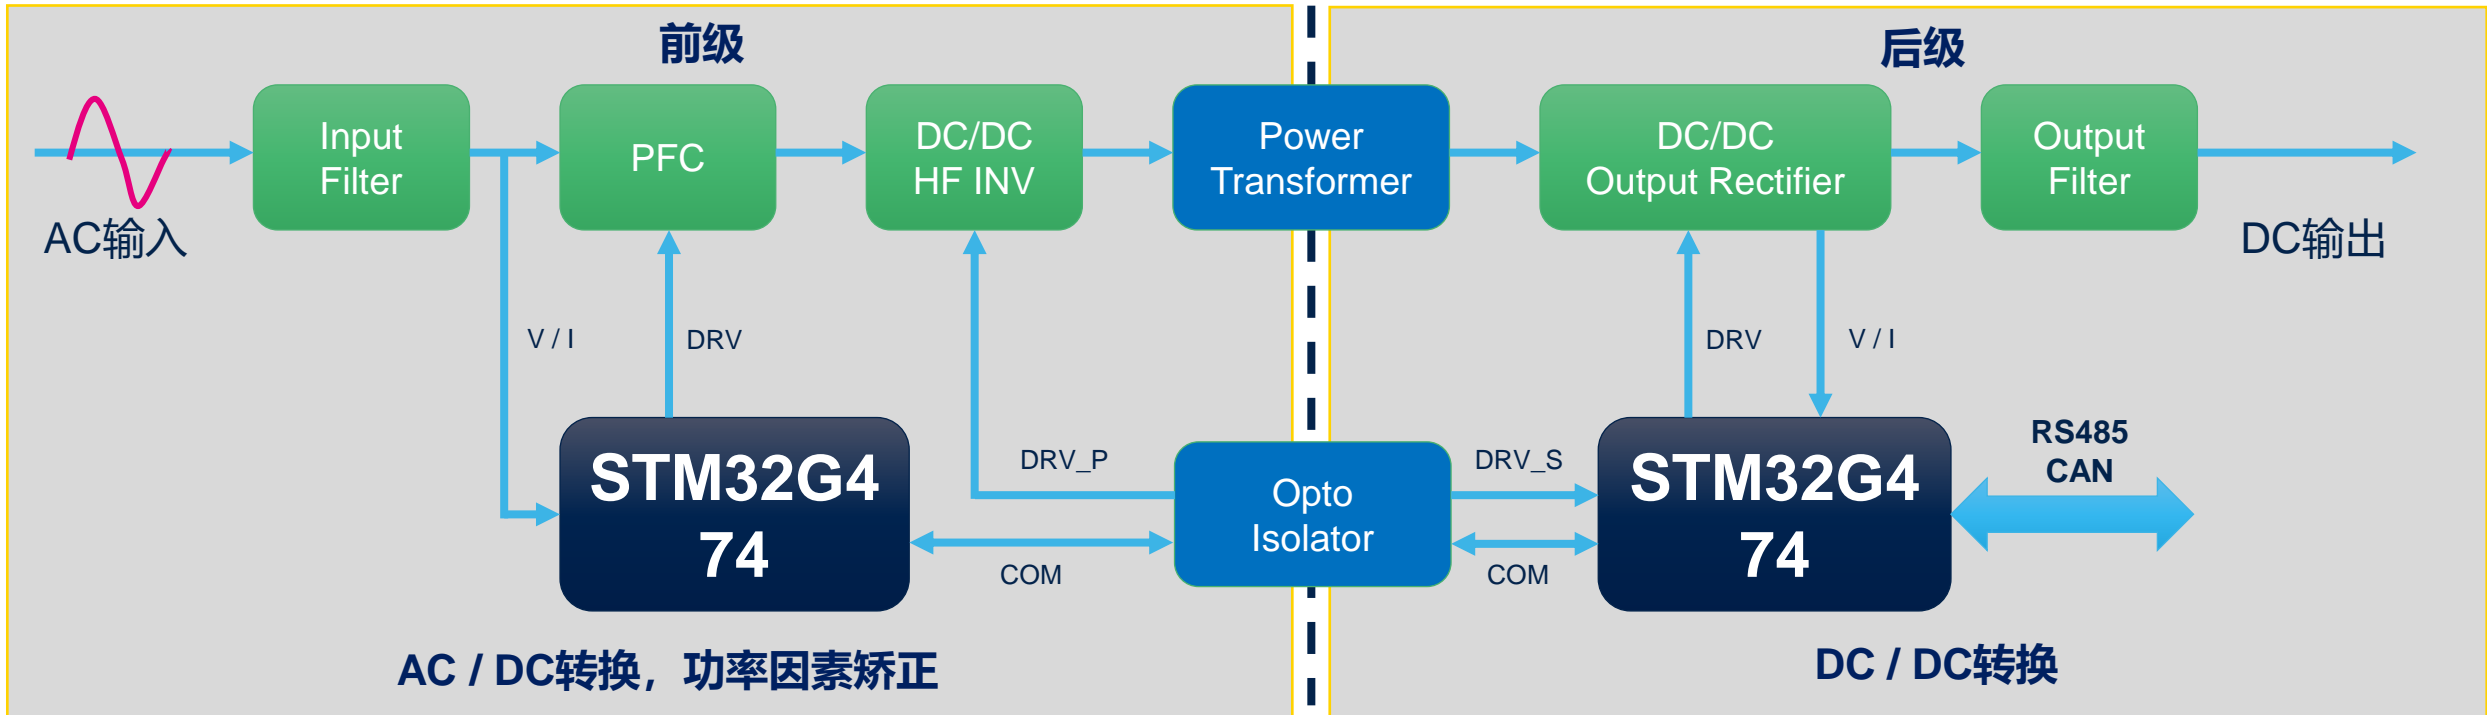 前级
后级
Input
Filter
PFC
DC/DC
HF INV
Power
Transformer
DC/DC
Output Rectifier
Output
Filter
AC输入
DC输出
V / I
DRV
DRV
V / I
STM32G4
74
DRV_P
COM
Opto
Isolator
DRV_S
COM
STM32G4
74
RS485
CAN
AC / DC转换，功率因素矫正
DC / DC转换